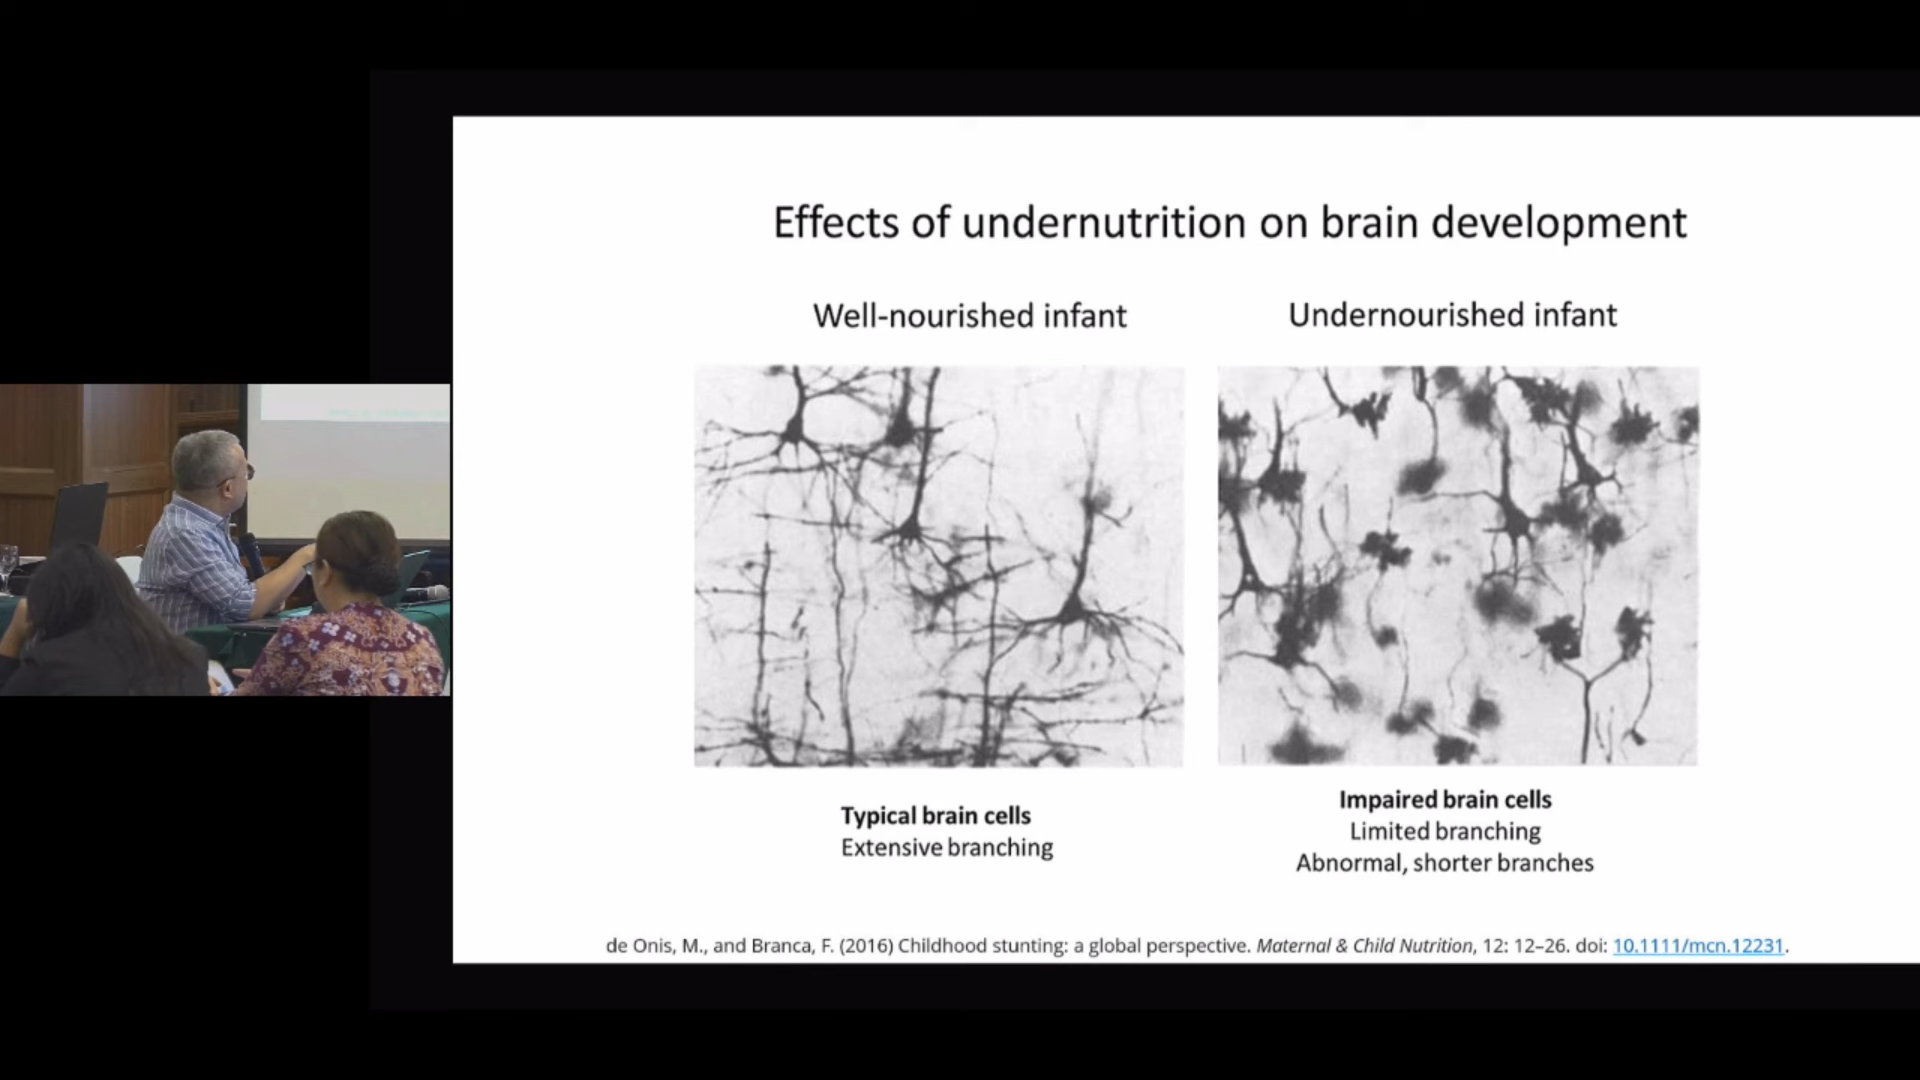 Effects of undernutrition on brain development
Well-nourished infant
Undernourished infant
Typical brain cells
Extensive branching
Impaired brain cells
Limited branching
Abnormal, shorter branches
de Onis, M., and Branca, F. (2016) Childhood stunting: a global perspective. Maternal & Child Nutrition, 12: 12–26. doi: 10.1111/mcn.12231.